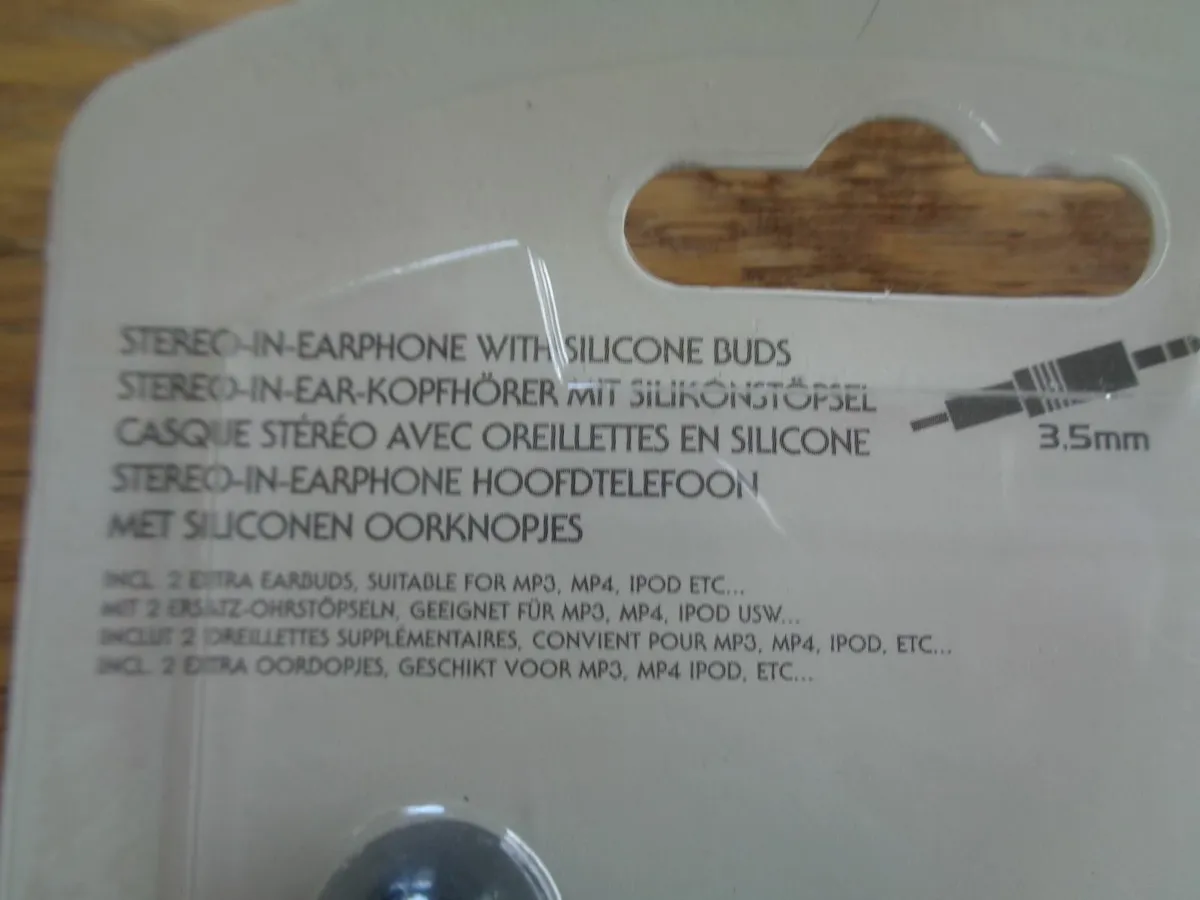 STEREO-IN-EARPHONE WITH SILICONE BUDS
STEREO-IN-EAR-KOPFHÖRER MIT SILIKONSTÖPSEL
CASQUE STÉRÉO AVEC OREILLETTES EN SILICONE
STEREO-IN-EARPHONE HOOFDTELEFOON
MET SILICONEN OORKNOPJES
3,5mm
INCL. 2 EXTRA EARBUDS, SUITABLE FOR MP3, MP4, IPOD ETC...
MIT 2 ERSATZ-OHRSTÖPSELN, GEEIGNET FÜR MP3, MP4, IPOD USW...
INCLUT 2 OREILLETTES SUPPLÉMENTAIRES, CONVIENT POUR MP3, MP4, IPOD, ETC...
INCL. 2 EXTRA OORDOPJES, GESCHIKT VOOR MP3, MP4 IPOD, ETC...